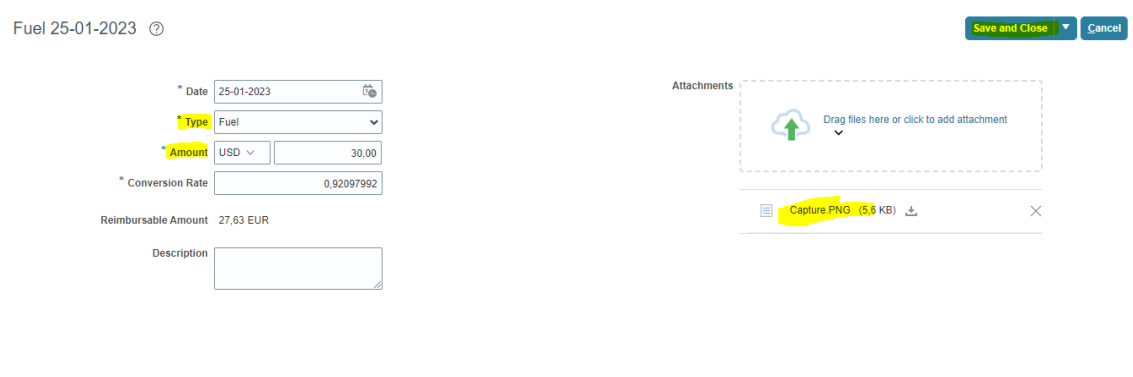 Fuel 25-01-2023 ?
Save and Close
Cancel
* Date 25-01-2023
* Type Fuel
* Amount USD 30,00
* Conversion Rate 0,92097992
Reimbursable Amount 27,63 EUR
Description
Attachments
Drag files here or click to add attachment
Capture.PNG (5,6 KB)